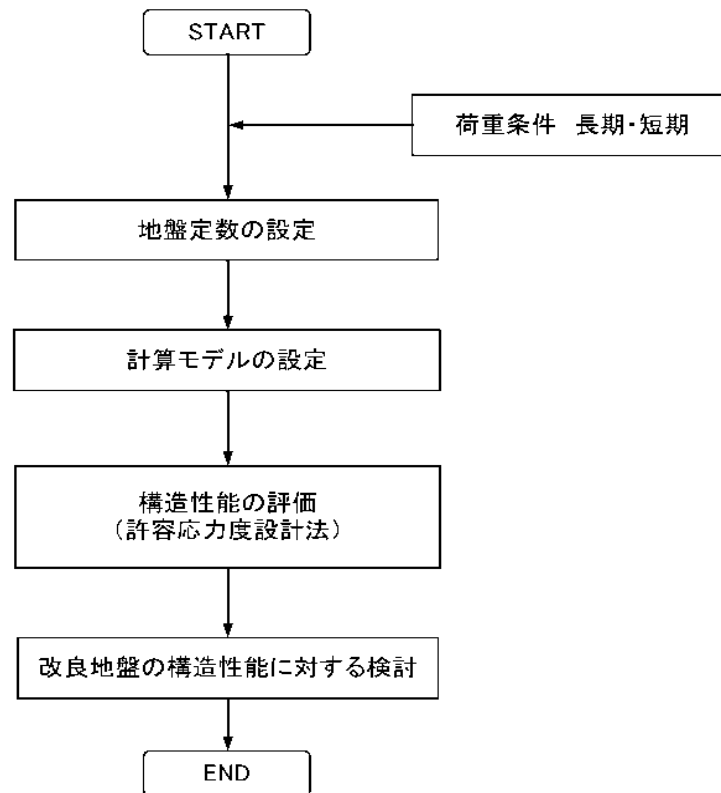 START
荷重条件 長期・短期
地盤定数の設定
計算モデルの設定
構造性能の評価
(許容応力度設計法)
改良地盤の構造性能に対する検討
END